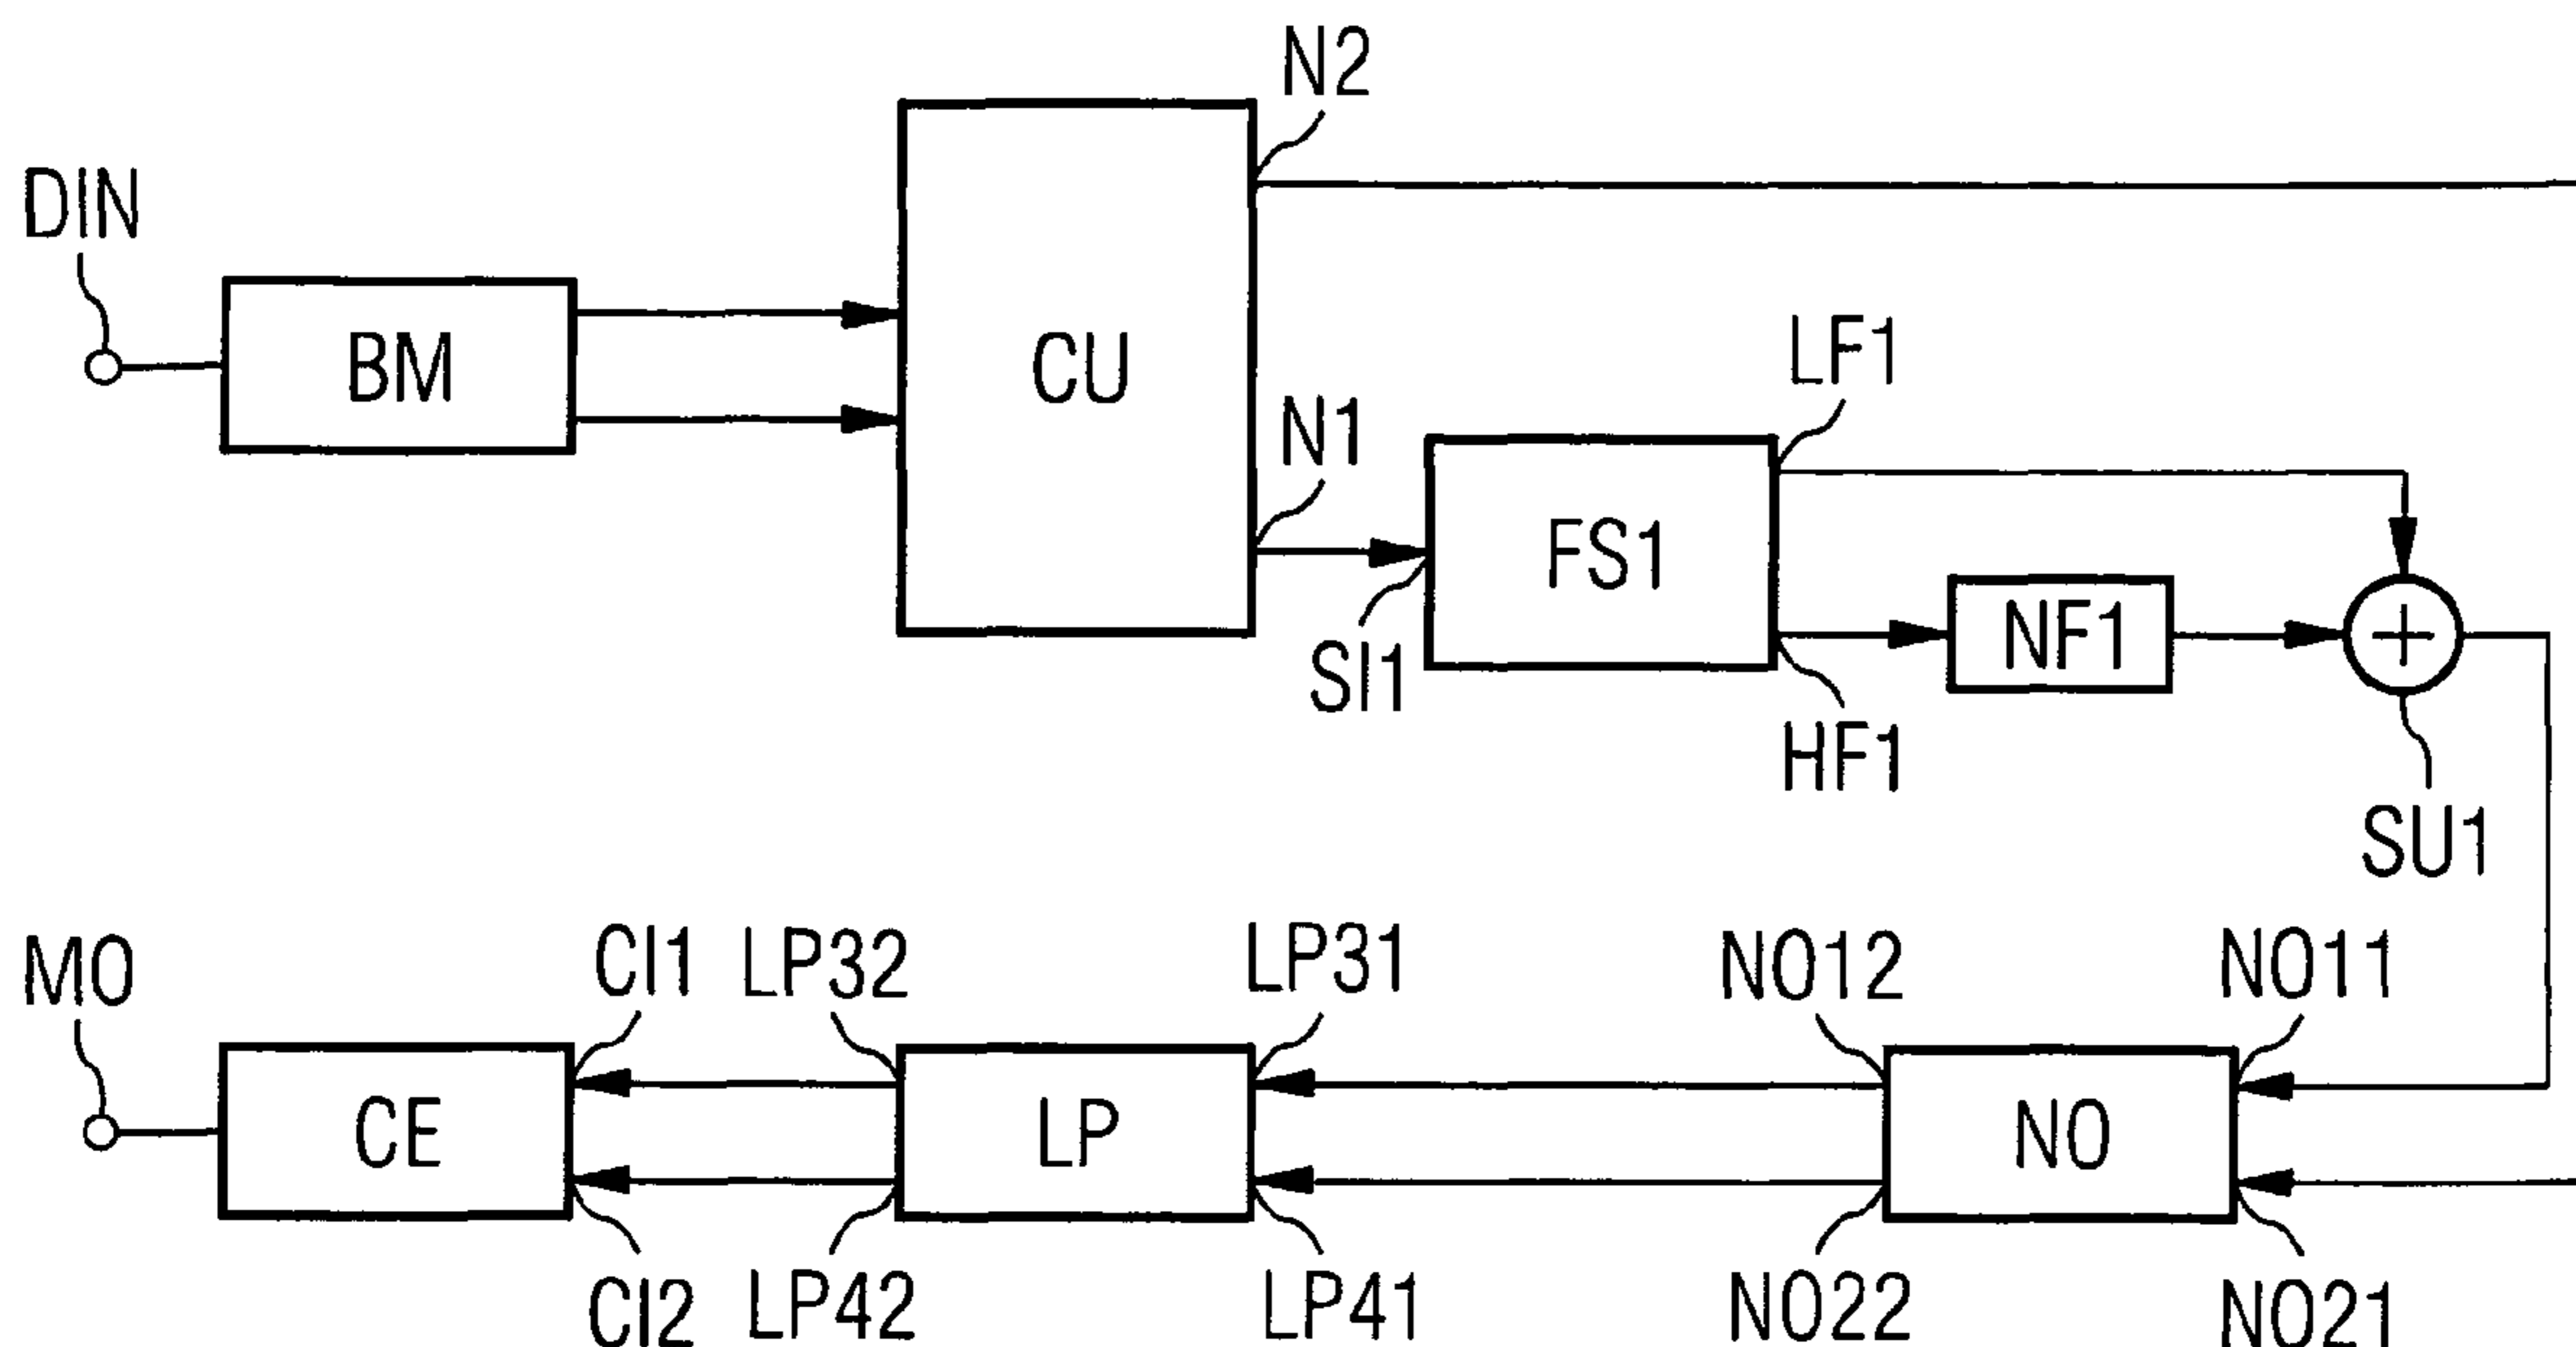 N2
DIN
BM
CU
LF1
N1
FS1
NF1
SI1
HF1
SU1
MO
CI1
LP32
LP31
NO12
NO11
CE
LP
NO
CI2
LP42
LP41
NO22
NO21